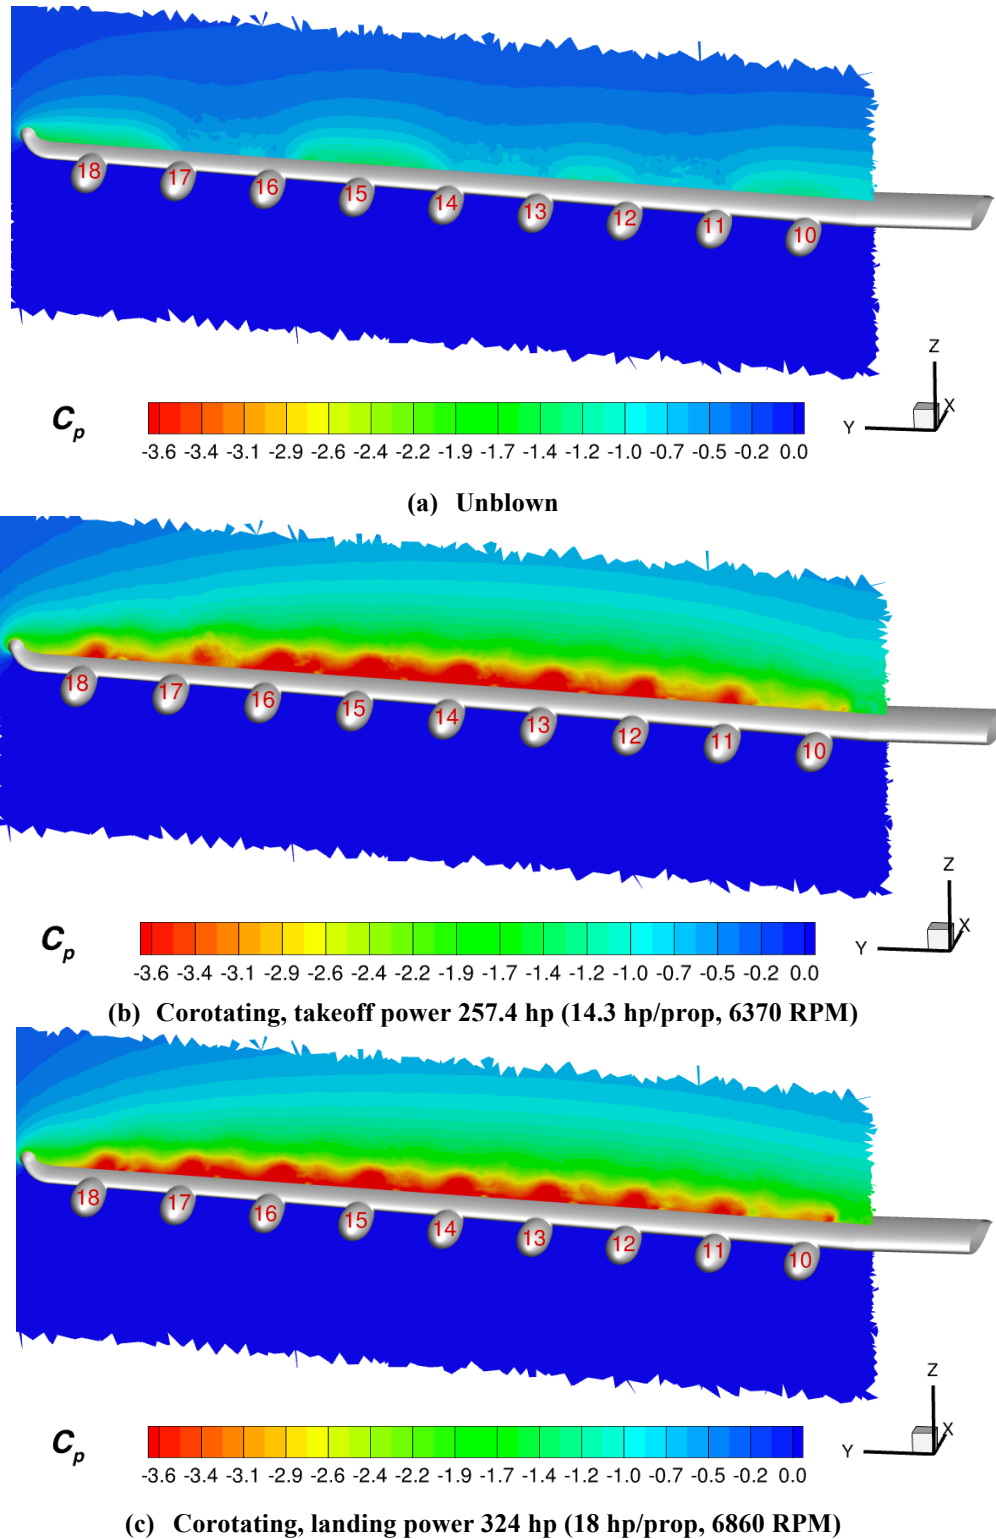 18 17 16 15 14 13 12 11 10
Z
X
Y
Cp
-3.6 -3.4 -3.1 -2.9 -2.6 -2.4 -2.2 -1.9 -1.7 -1.4 -1.2 -1.0 -0.7 -0.5 -0.2 0.0
(a) Unblown
18 17 16 15 14 13 12 11 10
Z
X
Y
Cp
-3.6 -3.4 -3.1 -2.9 -2.6 -2.4 -2.2 -1.9 -1.7 -1.4 -1.2 -1.0 -0.7 -0.5 -0.2 0.0
(b) Corotating, takeoff power 257.4 hp (14.3 hp/prop, 6370 RPM)
18 17 16 15 14 13 12 11 10
Z
X
Y
Cp
-3.6 -3.4 -3.1 -2.9 -2.6 -2.4 -2.2 -1.9 -1.7 -1.4 -1.2 -1.0 -0.7 -0.5 -0.2 0.0
(c) Corotating, landing power 324 hp (18 hp/prop, 6860 RPM)